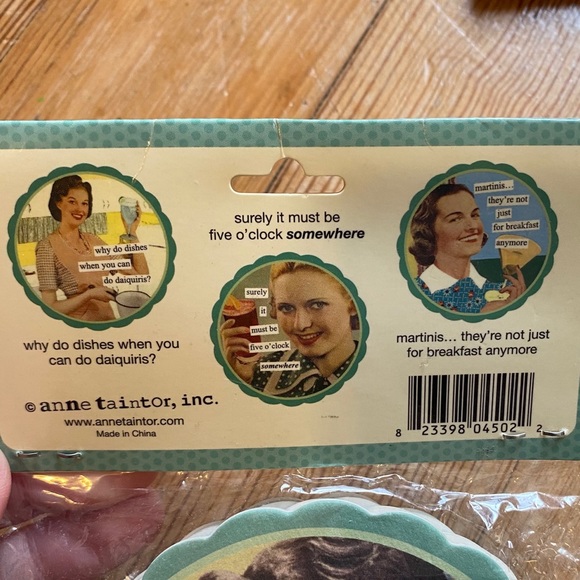 why do dishes
when you can
do daiquiris?
why do dishes when you
can do daiquiris?
surely it must be
five o'clock somewhere
surely
it
must be
five o'clock
somewhere
martinis...
they're not
just
for breakfast
anymore
martinis... they're not just
for breakfast anymore
© anne taintor, inc.
www.annetaintor.com
Made in China
8 23398 04502 2